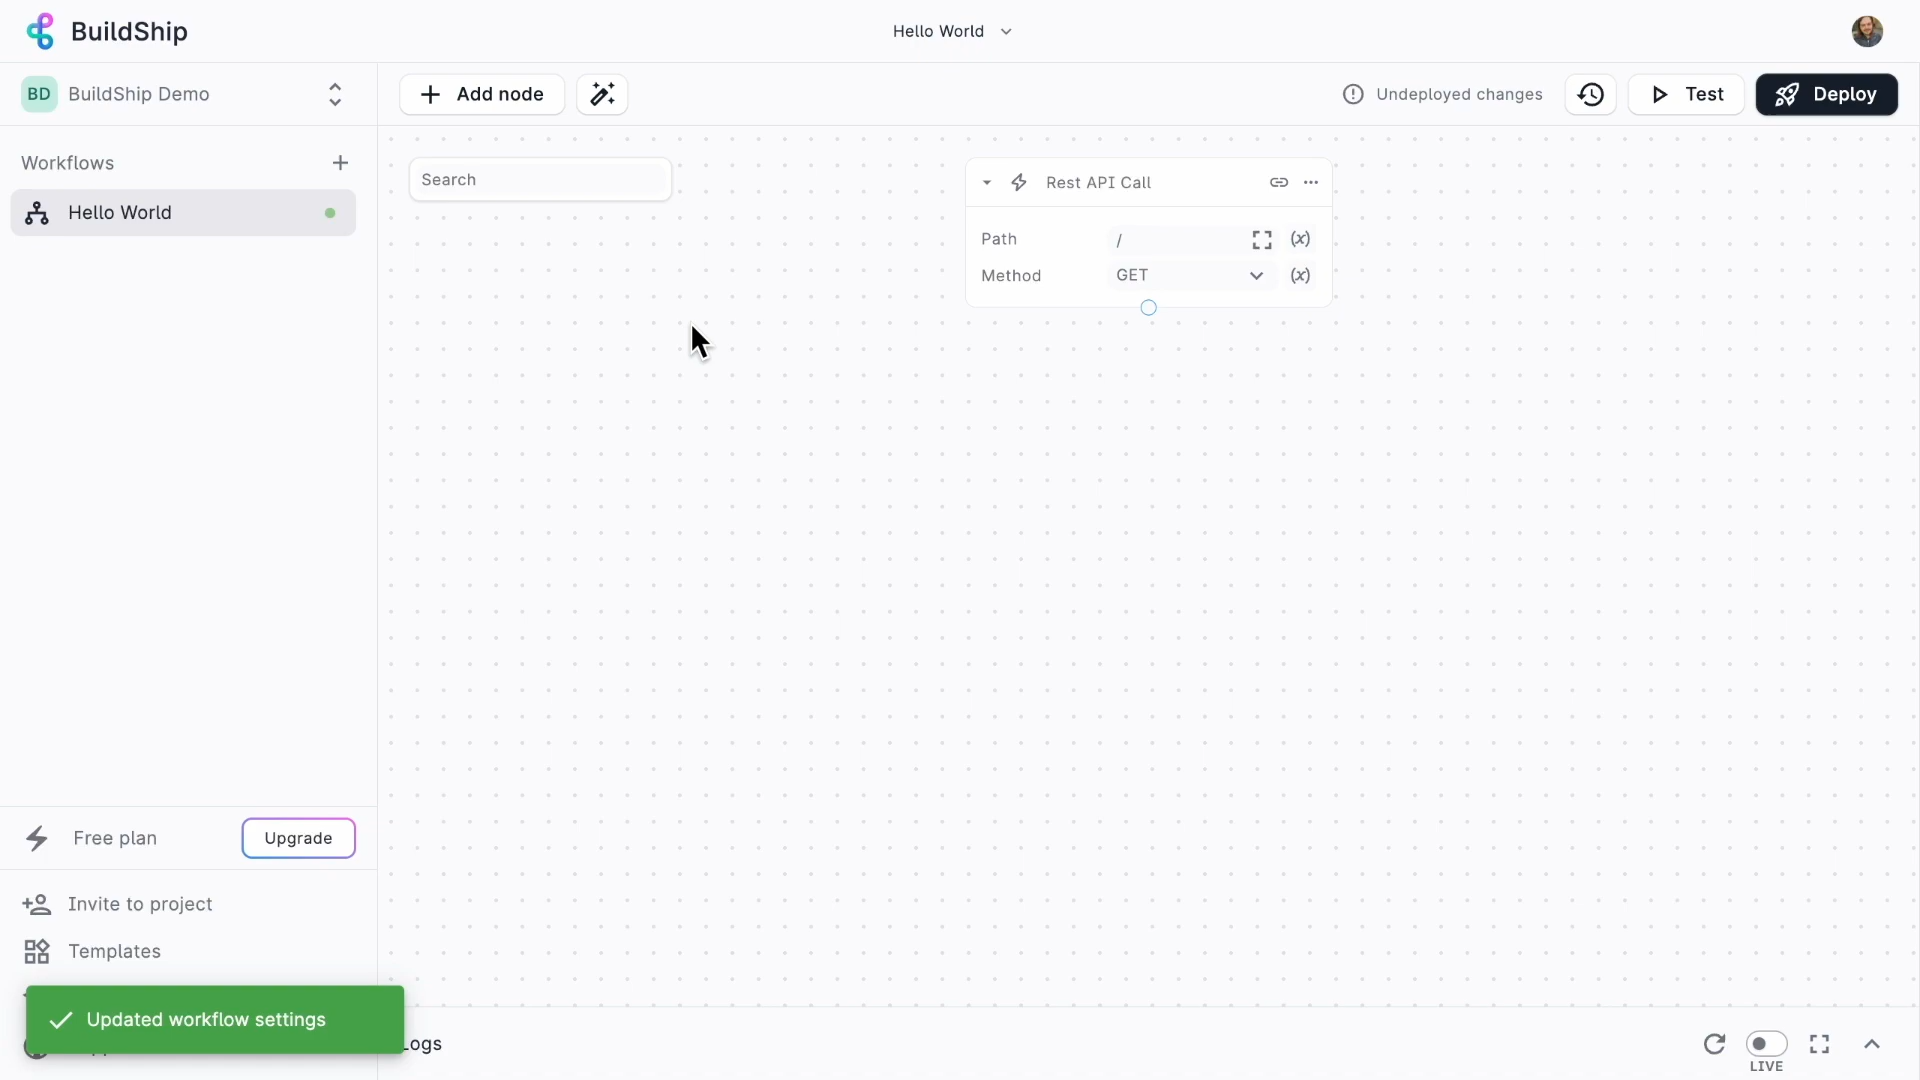 BuildShip
Hello World
BD BuildShip Demo
Add node
Undeployed changes
Test
Deploy
Workflows
Hello World
Search
Rest API Call
Path / (x)
Method GET (x)
Free plan
Upgrade
Invite to project
Templates
Updated workflow settings
Logs
LIVE